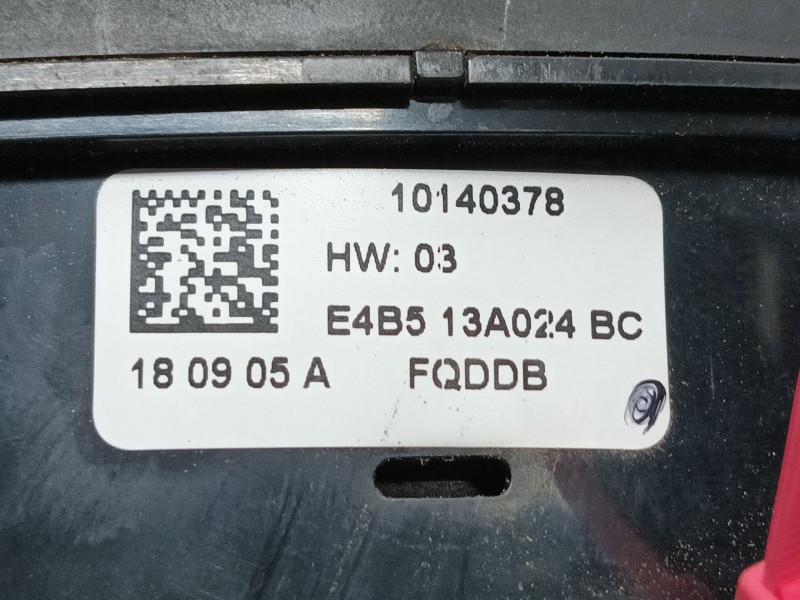 10140378
HW: 03
E4B5 13A024 BC
18 09 05 A FQDDB